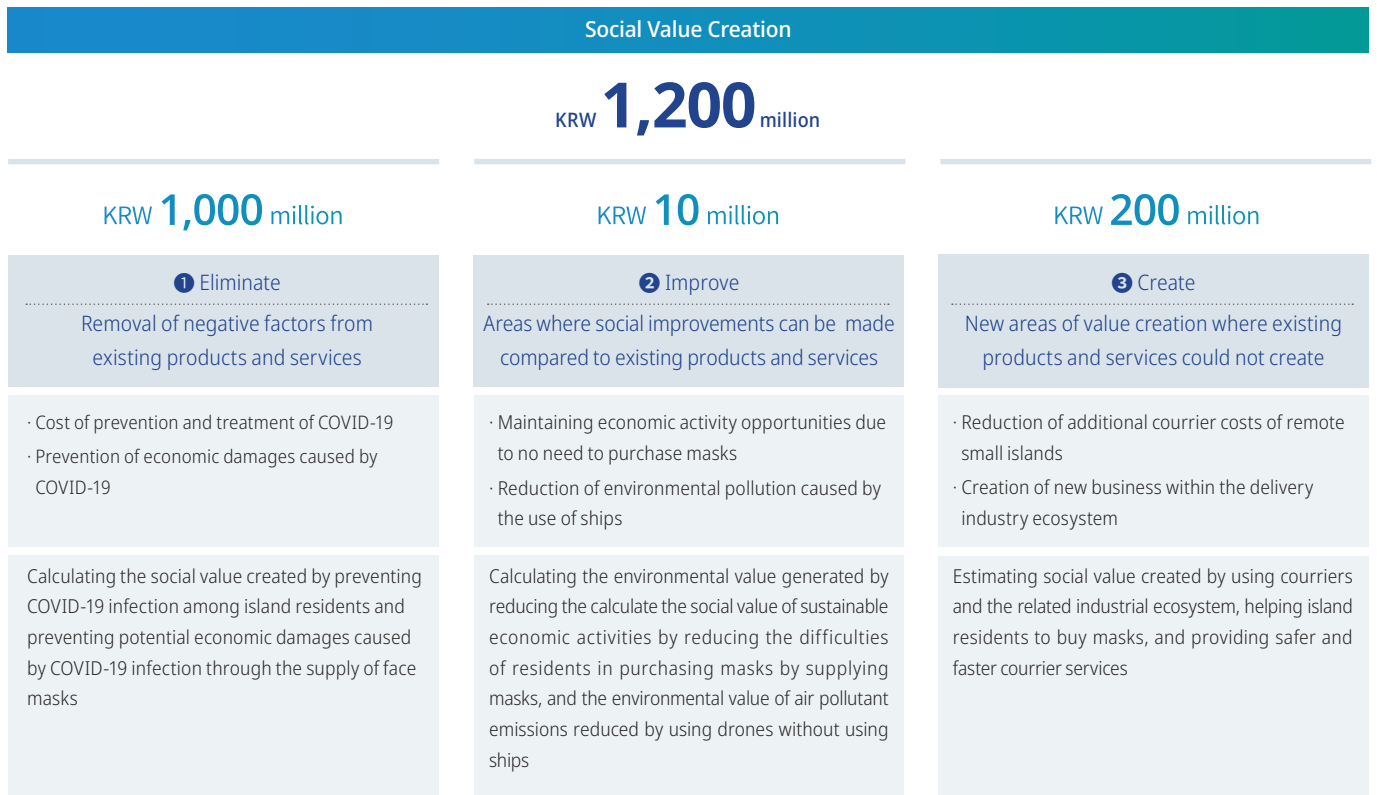 Social Value Creation
KRW 1,200 million
KRW 1,000 million
❶ Eliminate
Removal of negative factors from
existing products and services
· Cost of prevention and treatment of COVID-19
· Prevention of economic damages caused by
COVID-19
Calculating the social value created by preventing
COVID-19 infection among island residents and
preventing potential economic damages caused
by COVID-19 infection through the supply of face
masks
KRW 10 million
❷ Improve
Areas where social improvements can be made
compared to existing products and services
· Maintaining economic activity opportunities due
to no need to purchase masks
· Reduction of environmental pollution caused by
the use of ships
Calculating the environmental value generated by
reducing the calculate the social value of sustainable
economic activities by reducing the difficulties
of residents in purchasing masks by supplying
masks, and the environmental value of air pollutant
emissions reduced by using drones without using
ships
KRW 200 million
❸ Create
New areas of value creation where existing
products and services could not create
· Reduction of additional courrier costs of remote
small islands
· Creation of new business within the delivery
industry ecosystem
Estimating social value created by using courriers
and the related industrial ecosystem, helping island
residents to buy masks, and providing safer and
faster courrier services